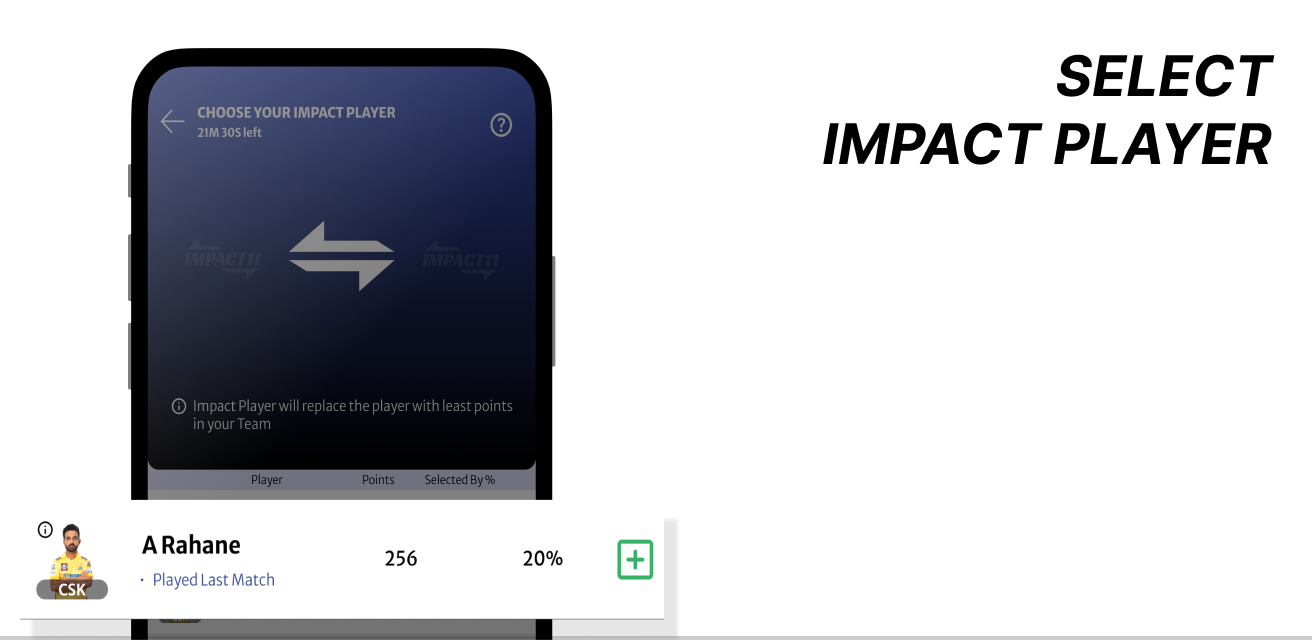 SELECT
IMPACT PLAYER
CHOOSE YOUR IMPACT PLAYER
21M 30S left
IMPACT11
IMPACT11
Impact Player will replace the player with least points
in your Team
Player Points Selected By %
A Rahane
256 20%
• Played Last Match
CSK